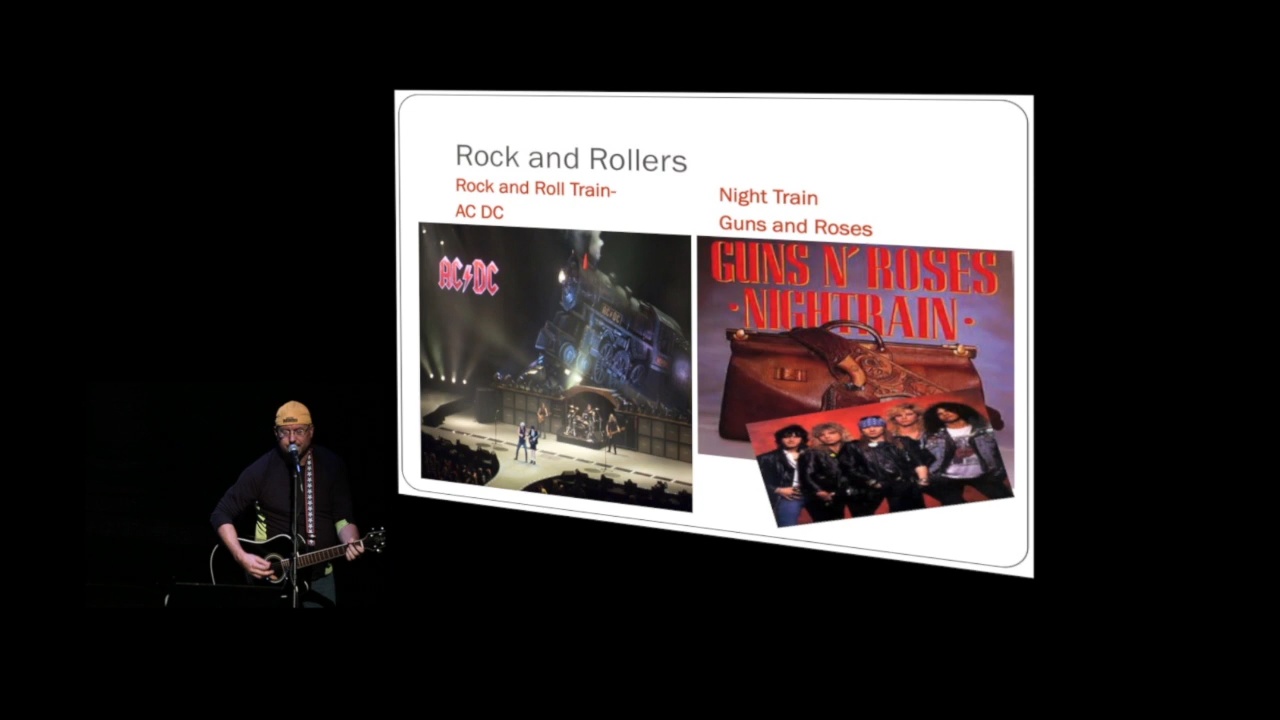 Rock and Rollers
Rock and Roll Train-
AC DC
Night Train
Guns and Roses
AC⚡DC
GUNS N' ROSES
• NIGHTRAIN •